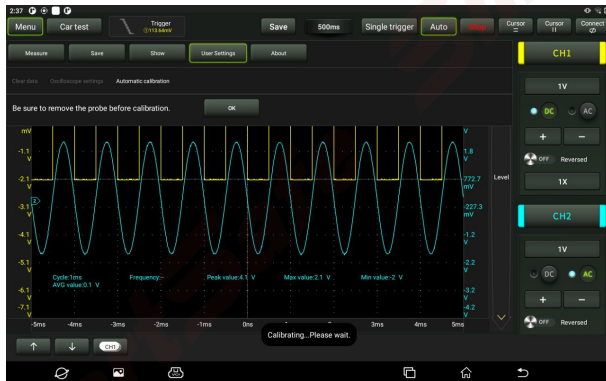 2:37
Menu
Car test
Trigger
①113.64mV
Save
500ms
Single trigger
Auto
Stop
Cursor
Cursor
Connect
Measure
Save
Show
User Settings
About
CH1
Clear data
Oscilloscope settings
Automatic calibration
1V
DC
AC
Be sure to remove the probe before calibration.
OK
+
−
mV
V
OFF
Reversed
-1.1
V
1.8
V
-2.1
V
772.7
mV
Level
1X
-3.1
V
2
-227.3
mV
CH2
-4.1
V
-1.2
V
-5.1
V
-2.2
V
1V
Cycle:1ms
Frequency:--
Peak value:4.1 V
Max value:2.1 V
Min value:-2 V
AVG value:0.1 V
DC
AC
-6.1
V
-3.2
V
+
−
-7.1
V
-4.2
V
-5ms
-4ms
-3ms
-2ms
-1ms
0ns
3ms
4ms
5ms
OFF
Reversed
Calibrating...Please wait.
↑
↓
CH1